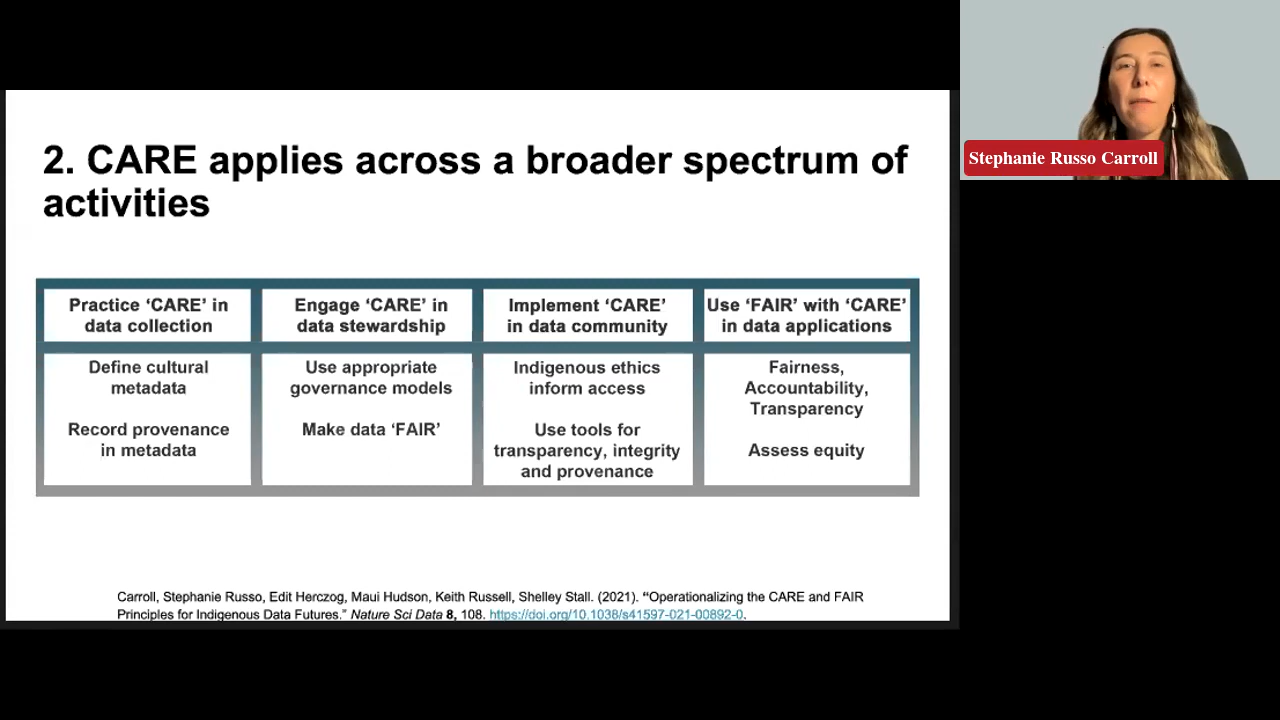 2. CARE applies across a broader spectrum of
activities
Practice ‘CARE’ in
data collection
Engage ‘CARE’ in
data stewardship
Implement ‘CARE’
in data community
Use ‘FAIR’ with ‘CARE’
in data applications
Define cultural
metadata
Record provenance
in metadata
Use appropriate
governance models
Make data ‘FAIR’
Indigenous ethics
inform access
Use tools for
transparency, integrity
and provenance
Fairness,
Accountability,
Transparency
Assess equity
Carroll, Stephanie Russo, Edit Herczog, Maui Hudson, Keith Russell, Shelley Stall. (2021). “Operationalizing the CARE and FAIR
Principles for Indigenous Data Futures.” Nature Sci Data 8, 108. https://doi.org/10.1038/s41597-021-00892-0.
Stephanie Russo Carroll